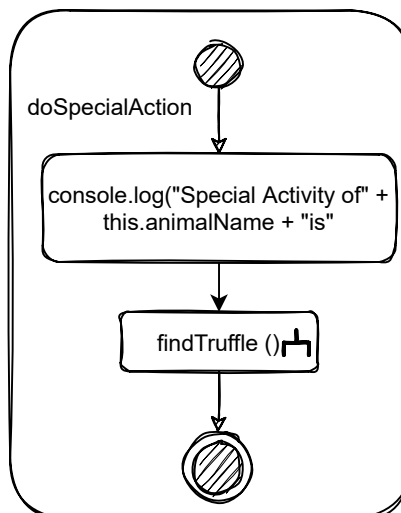 doSpecialAction
console.log("Special Activity of" +
this.animalName + "is"
findTruffle ()